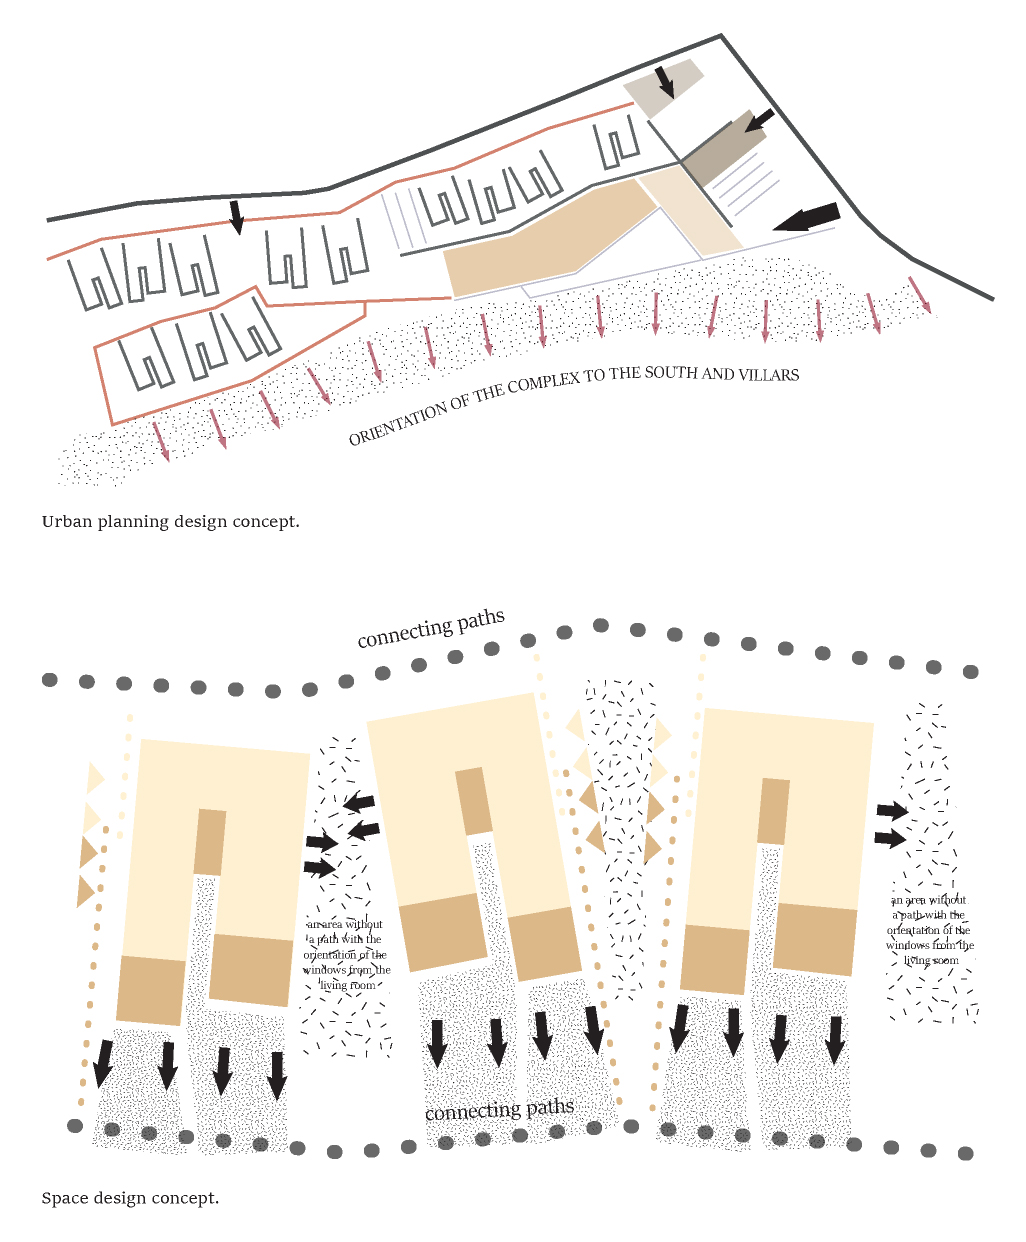 ORIENTATION OF THE COMPLEX TO THE SOUTH AND VILLARS
Urban planning design concept.
connecting paths
an area without
a path with the
orientation of the
windows from the
living room
an area without
a path with the
orientation of the
windows from the
living room
connecting paths
Space design concept.